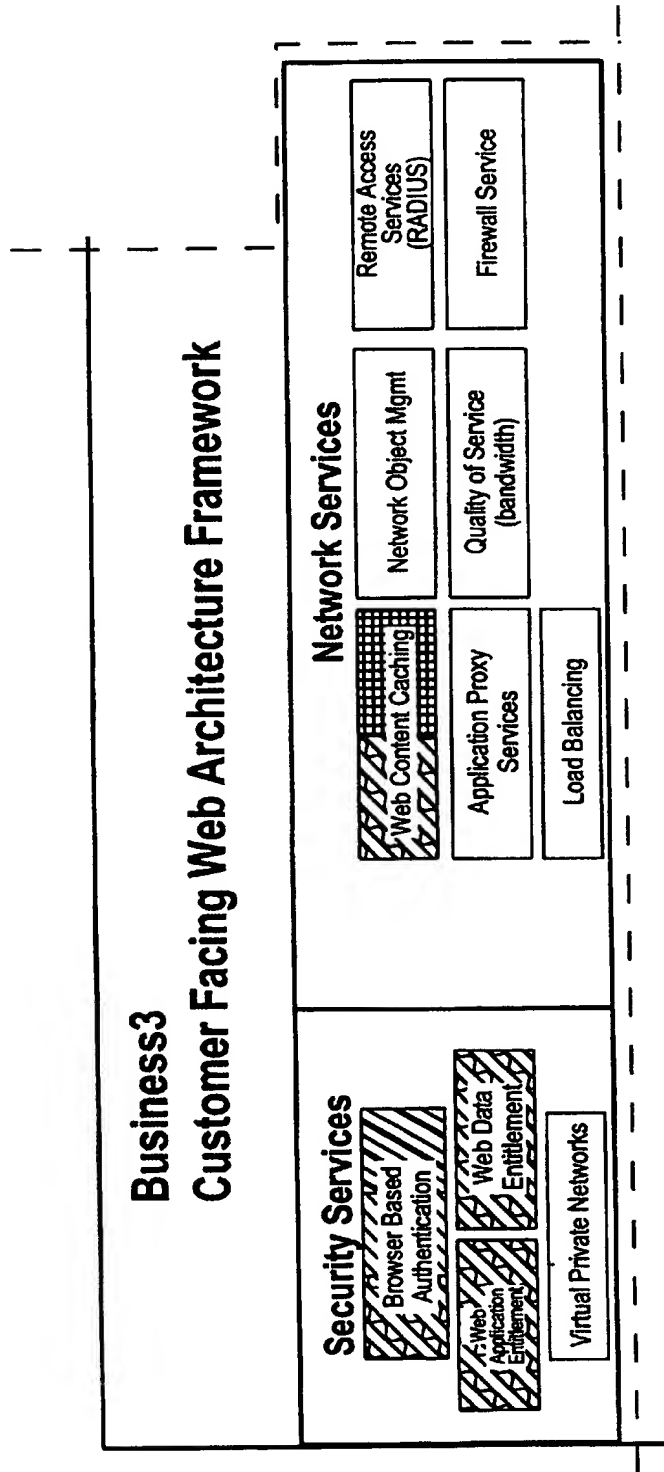 Business3
Customer Facing Web Architecture Framework
Security Services
Browser Based
Authentication
Web
Application
Entitlement
Web Data
Entitlement
Virtual Private Networks
Network Services
Web Content Caching
Network Object Mgmt
Remote Access
Services
(RADIUS)
Application Proxy
Services
Quality of Service
(bandwidth)
Firewall Service
Load Balancing